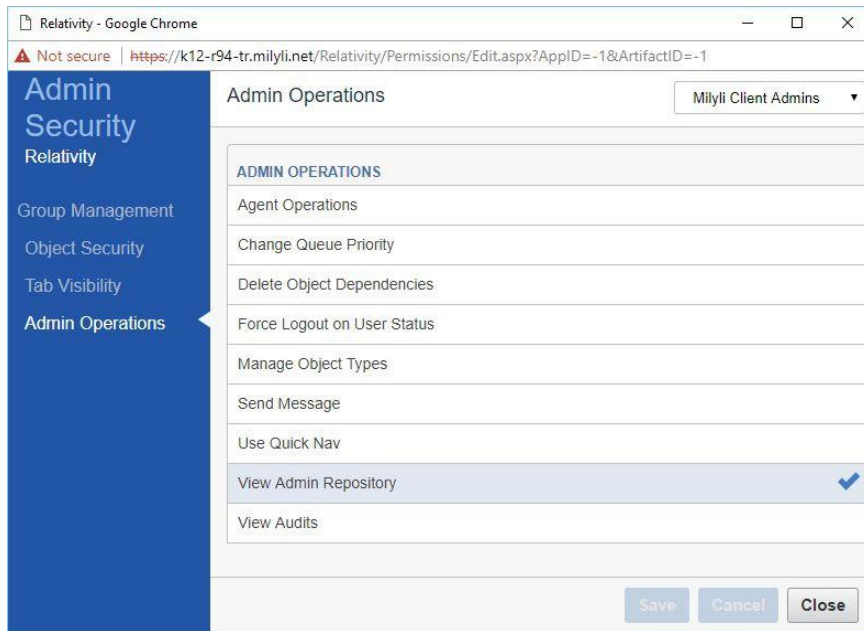 Relativity - Google Chrome
Not secure | https://k12-r94-tr.milyli.net/Relativity/Permissions/Edit.aspx?AppID=-1&ArtifactID=-1
Admin
Security
Relativity
Group Management
Object Security
Tab Visibility
Admin Operations
Admin Operations
Milyli Client Admins
ADMIN OPERATIONS
Agent Operations
Change Queue Priority
Delete Object Dependencies
Force Logout on User Status
Manage Object Types
Send Message
Use Quick Nav
View Admin Repository
View Audits
Save
Cancel
Close